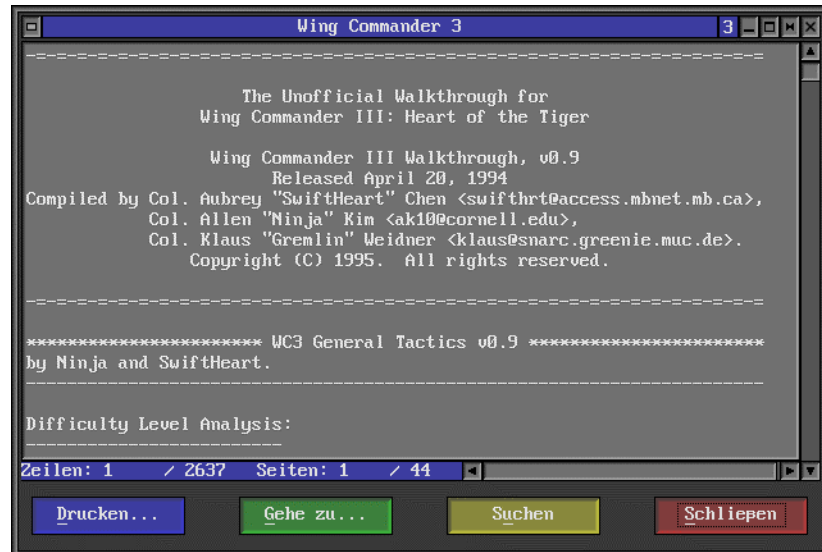 Wing Commander 3 3
-=-=-=-=-=-=-=-=-=-=-=-=-=-=-=-=-=-=-=-=-=-=-=-=-=-=-=-=-=-=-=-=-=-=-=-=
The Unofficial Walkthrough for
Wing Commander III: Heart of the Tiger
Wing Commander III Walkthrough, v0.9
Released April 20, 1994
Compiled by Col. Aubrey "SwiftHeart" Chen <swifthrt@access.mbnet.mb.ca>,
Col. Allen "Ninja" Kim <ak10@cornell.edu>,
Col. Klaus "Gremlin" Weidner <klaus@snarc.greenie.muc.de>.
Copyright (C) 1995. All rights reserved.
-=-=-=-=-=-=-=-=-=-=-=-=-=-=-=-=-=-=-=-=-=-=-=-=-=-=-=-=-=-=-=-=-=-=-=-=
*********************** WC3 General Tactics v0.9 ***********************
by Ninja and SwiftHeart.
------------------------------------------------------------------------
Difficulty Level Analysis:
-------------------------
Zeilen: 1 / 2637 Seiten: 1 / 44
Drucken... Gehe zu... Suchen Schließen